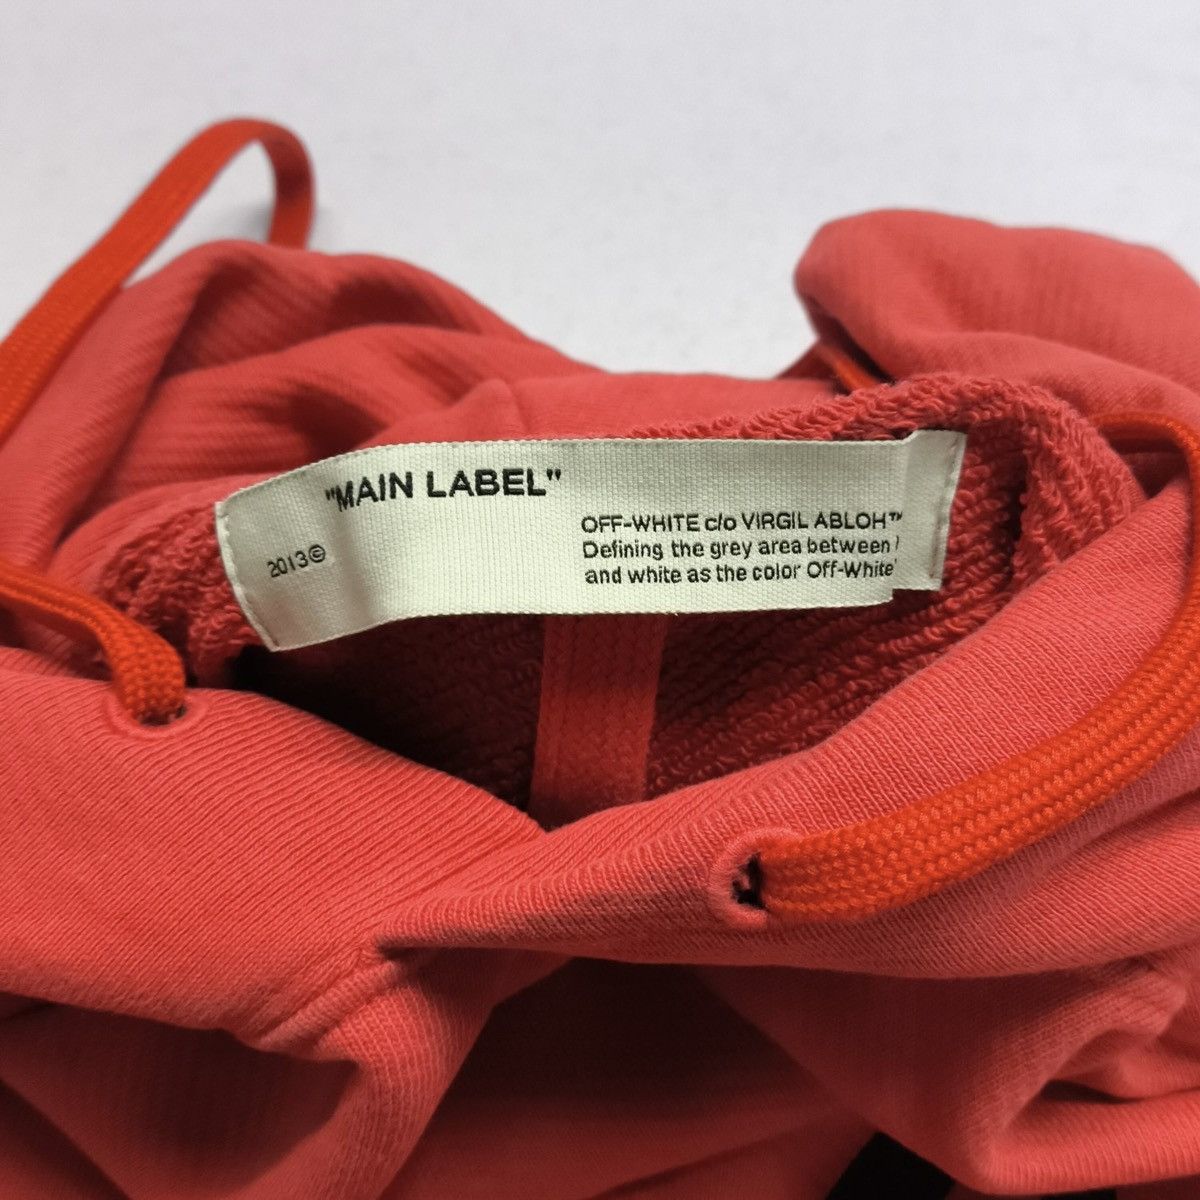 "MAIN LABEL"
2013©
OFF-WHITE c/o VIRGIL ABLOH™
Defining the grey area between
and white as the color Off-White